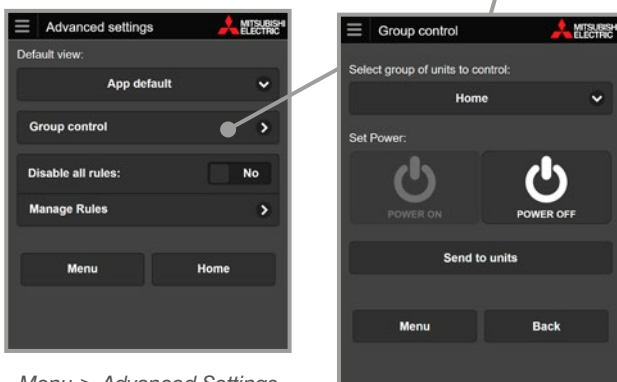 Advanced settings
MITSUBISHI
ELECTRIC
Default view:
App default
Group control
Disable all rules:
No
Manage Rules
Menu
Home
Menu > Advanced Settings
Group control
MITSUBISHI
ELECTRIC
Select group of units to control:
Home
Set Power:
POWER ON
POWER OFF
Send to units
Menu
Back